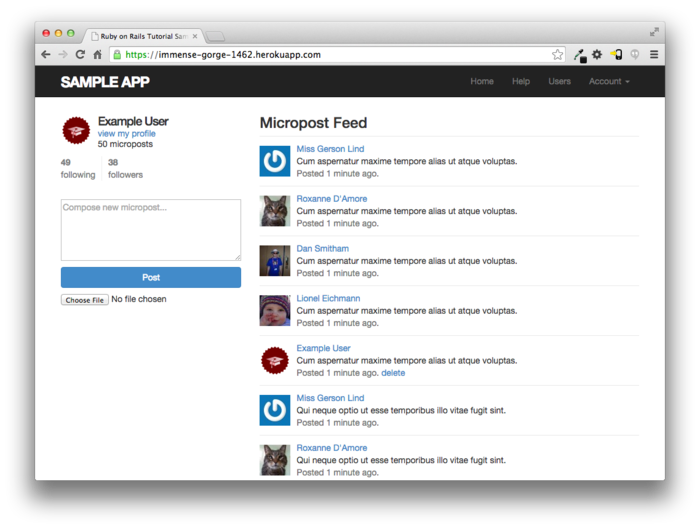 Ruby on Rails Tutorial Sam
https://immense-gorge-1462.herokuapp.com
SAMPLE APP
Home Help Users Account
Example User
view my profile
50 microposts
49 following
38 followers
Compose new micropost...
Post
Choose File No file chosen
Micropost Feed
Miss Gerson Lind
Cum aspernatur maxime tempore alias ut atque voluptas.
Posted 1 minute ago.
Roxanne D'Amore
Cum aspernatur maxime tempore alias ut atque voluptas.
Posted 1 minute ago.
Dan Smitham
Cum aspernatur maxime tempore alias ut atque voluptas.
Posted 1 minute ago.
Lionel Eichmann
Cum aspernatur maxime tempore alias ut atque voluptas.
Posted 1 minute ago.
Example User
Cum aspernatur maxime tempore alias ut atque voluptas.
Posted 1 minute ago. delete
Miss Gerson Lind
Qui neque optio ut esse temporibus illo vitae fugit sint.
Posted 1 minute ago.
Roxanne D'Amore
Qui neque optio ut esse temporibus illo vitae fugit sint.
Posted 1 minute ago.